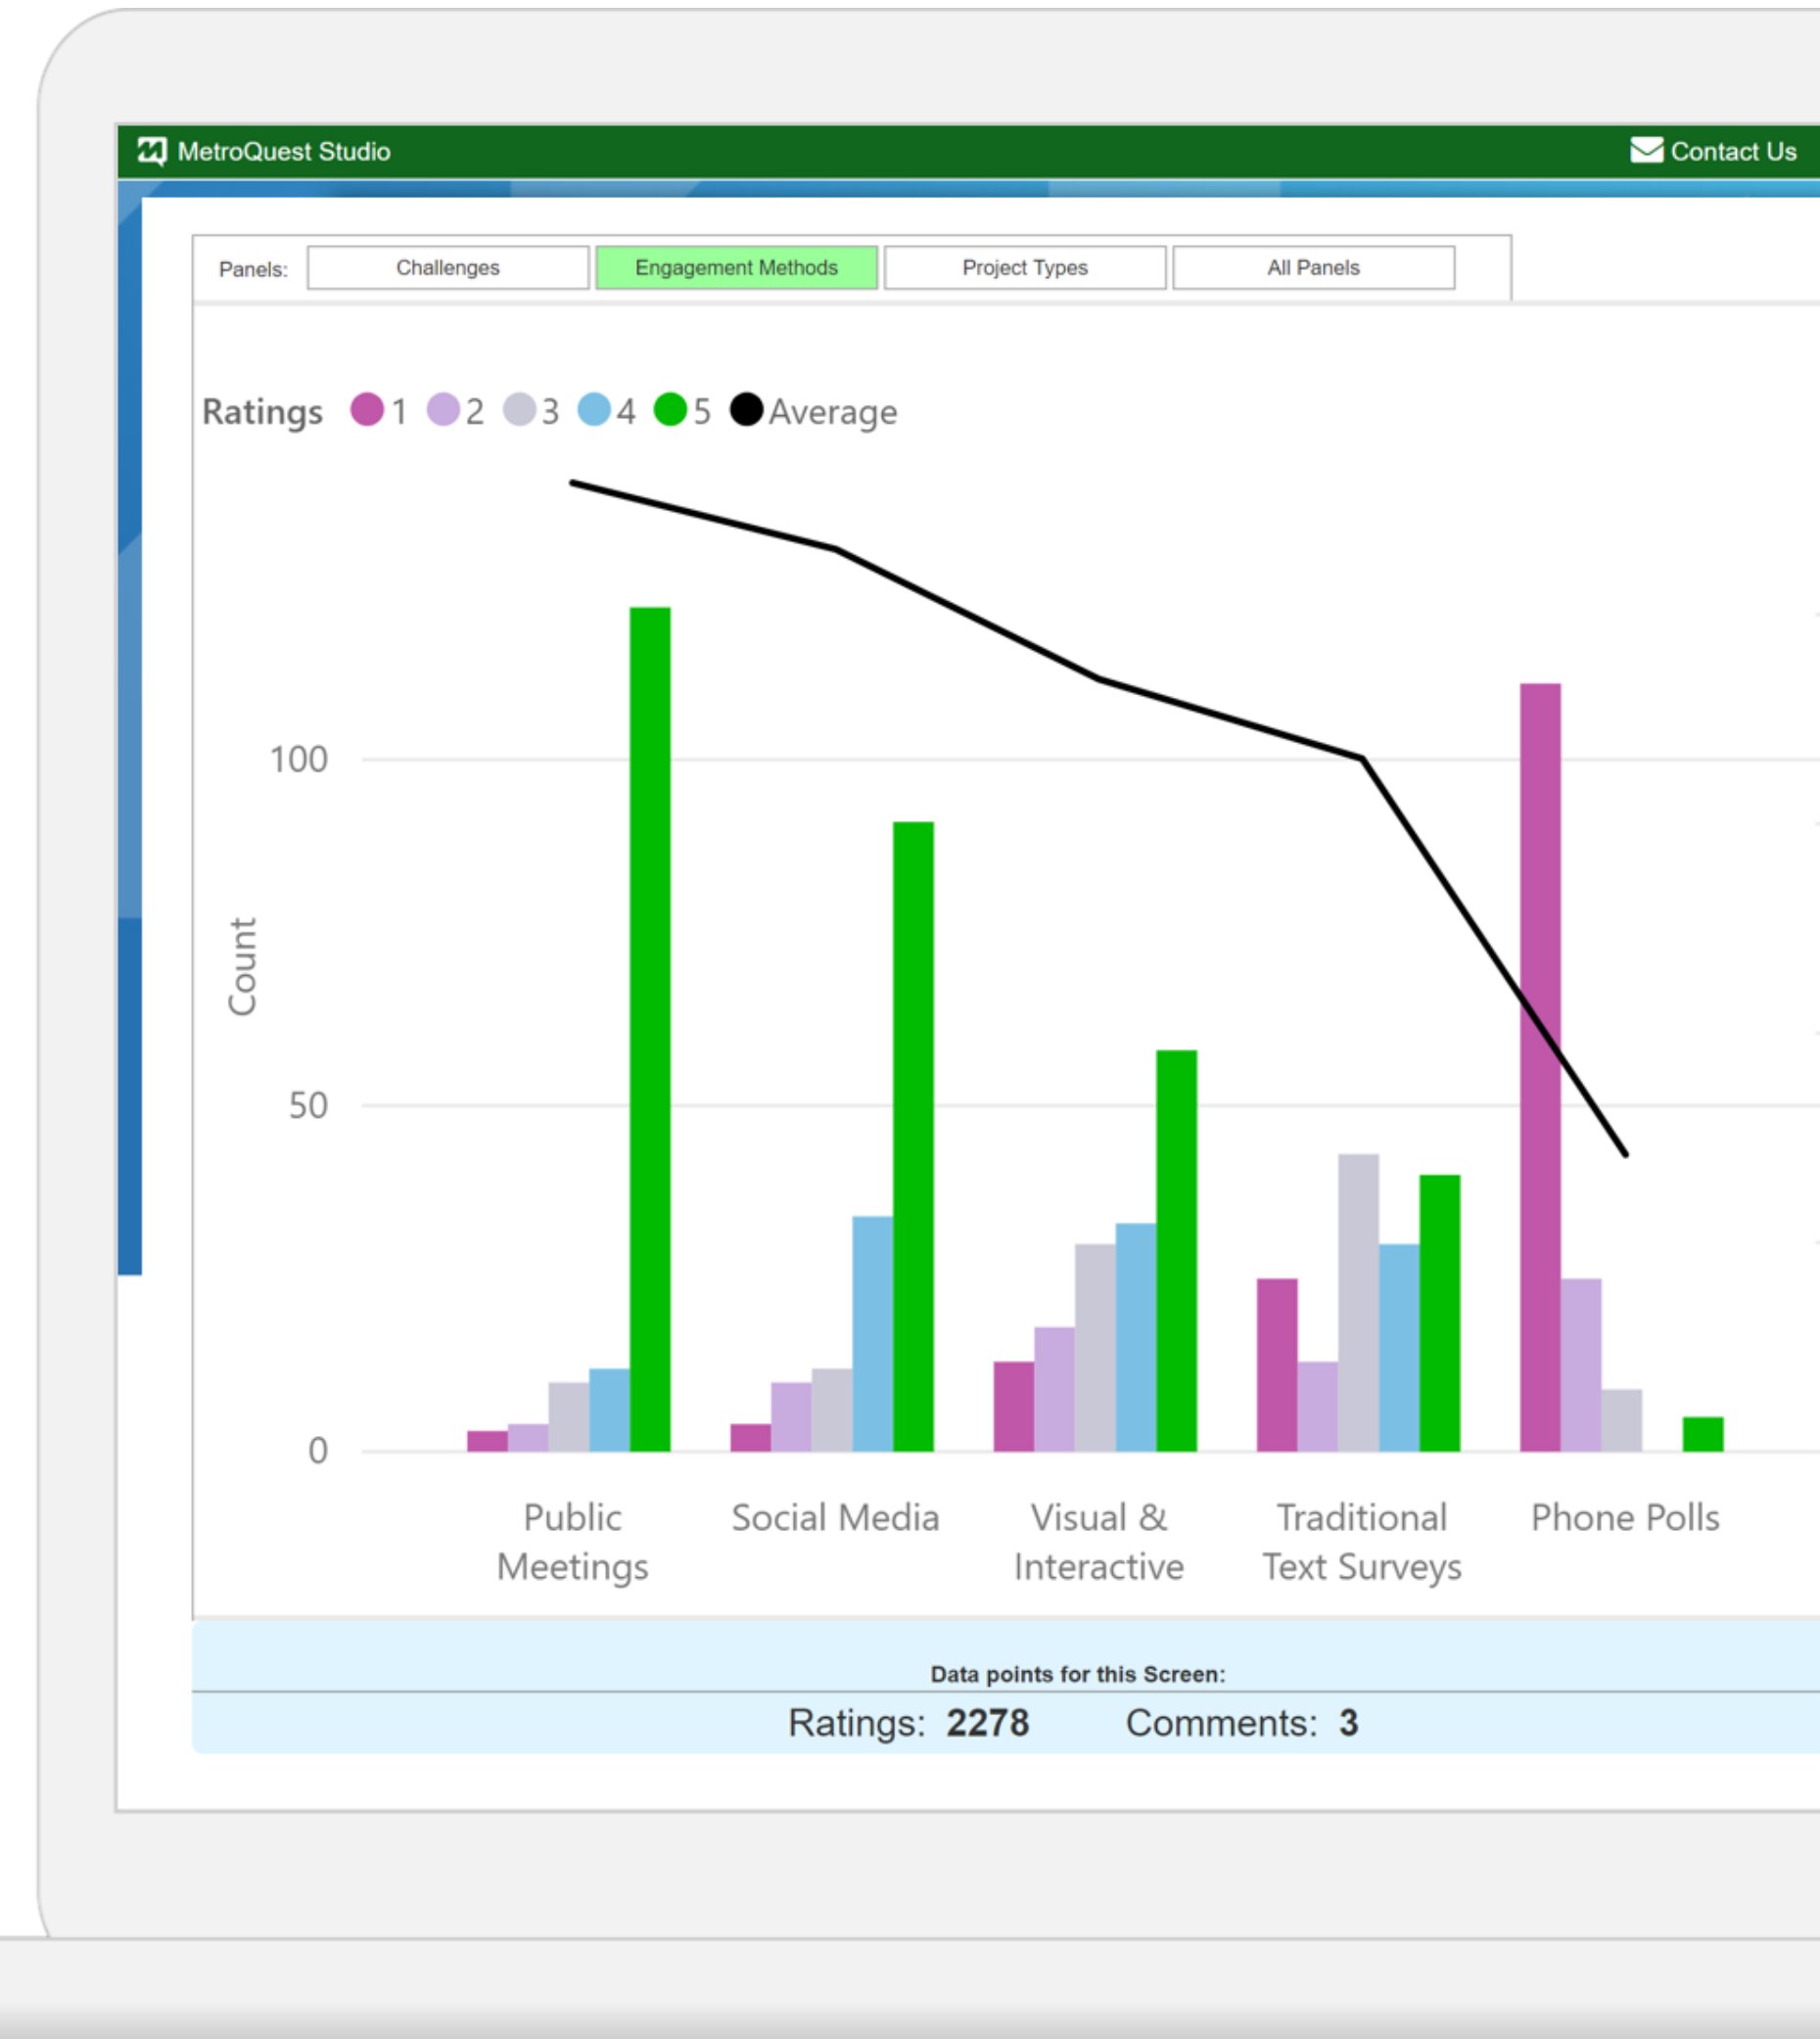 MetroQuest Studio
Contact Us
Panels: Challenges Engagement Methods Project Types All Panels
Ratings 1 2 3 4 5 Average
100
Count
50
0
Public Meetings
Social Media
Visual & Interactive
Traditional Text Surveys
Phone Polls
Data points for this Screen:
Ratings: 2278 Comments: 3